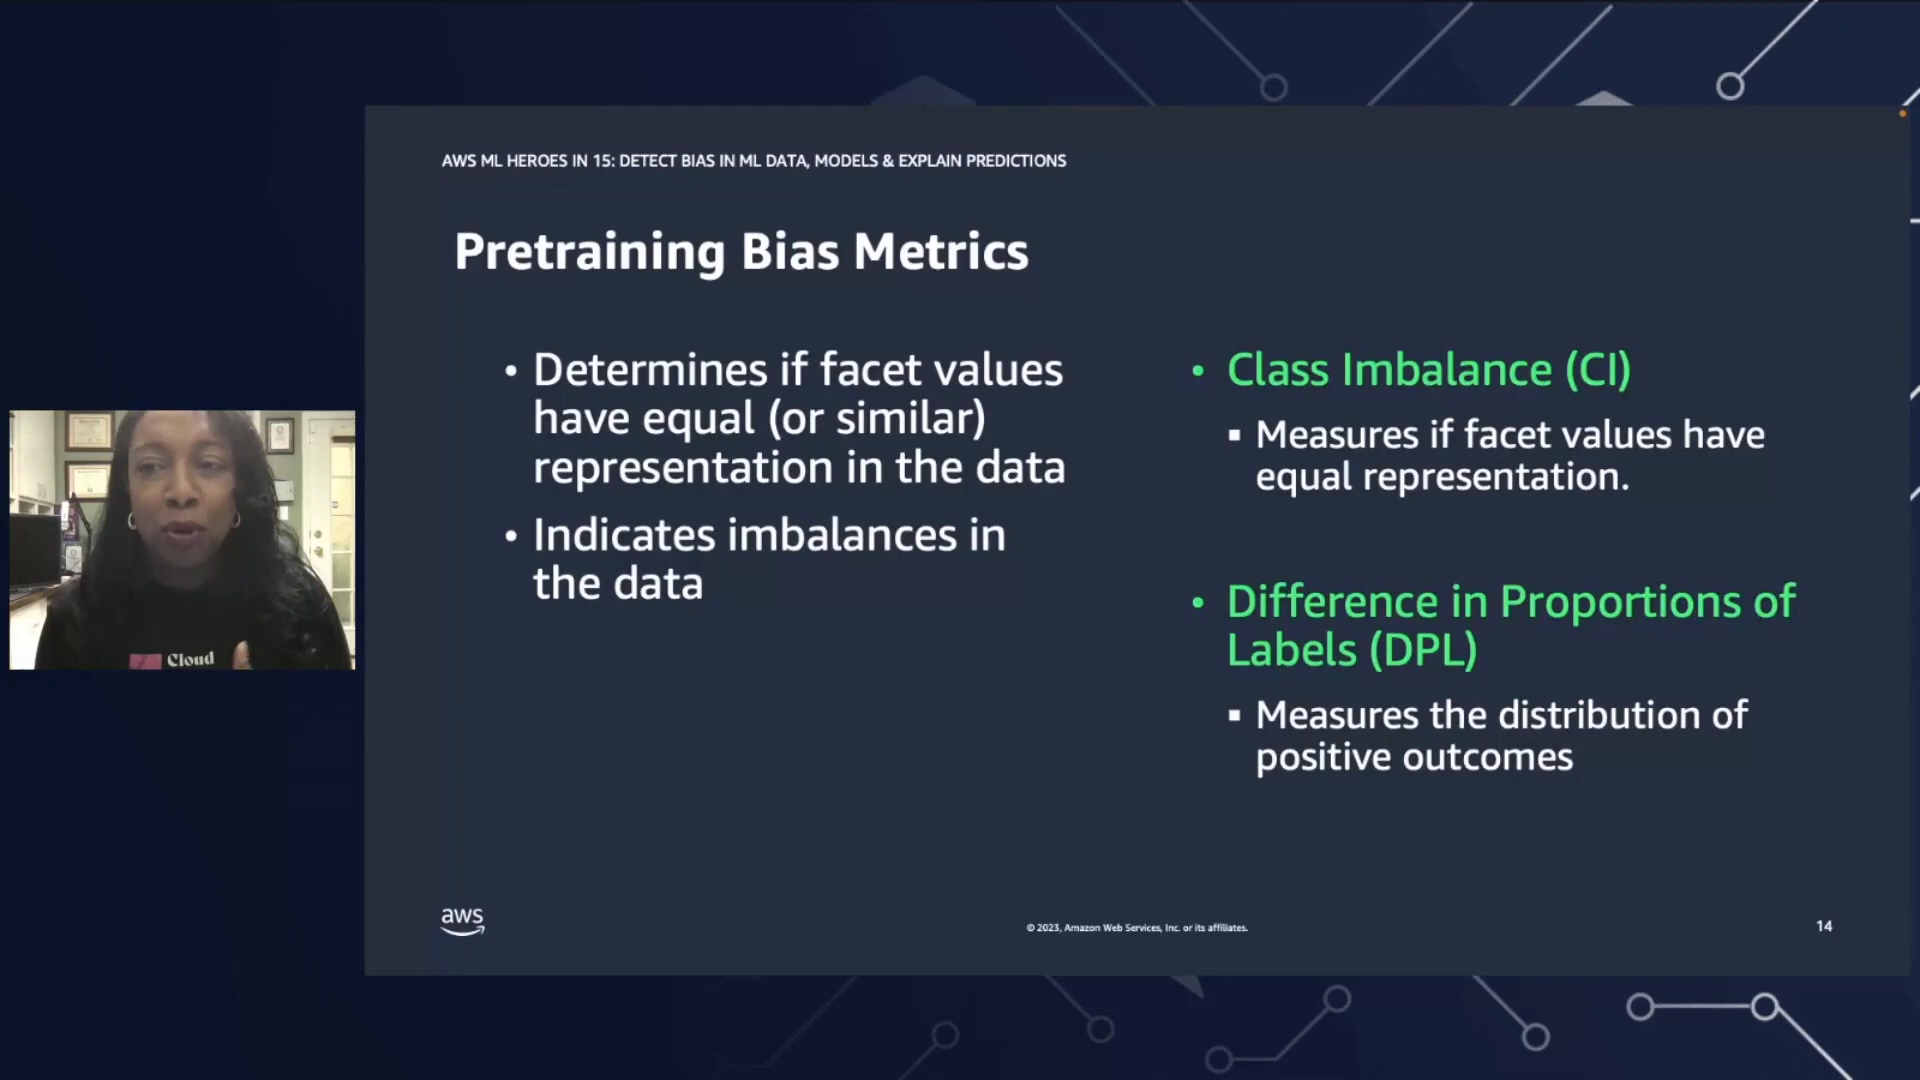 AWS ML HEROES IN 15: DETECT BIAS IN ML DATA, MODELS & EXPLAIN PREDICTIONS
Pretraining Bias Metrics
• Determines if facet values
have equal (or similar)
representation in the data
• Indicates imbalances in
the data
• Class Imbalance (CI)
▪ Measures if facet values have
equal representation.
• Difference in Proportions of
Labels (DPL)
▪ Measures the distribution of
positive outcomes
Cloud
aws
© 2023, Amazon Web Services, Inc. or its affiliates.
14